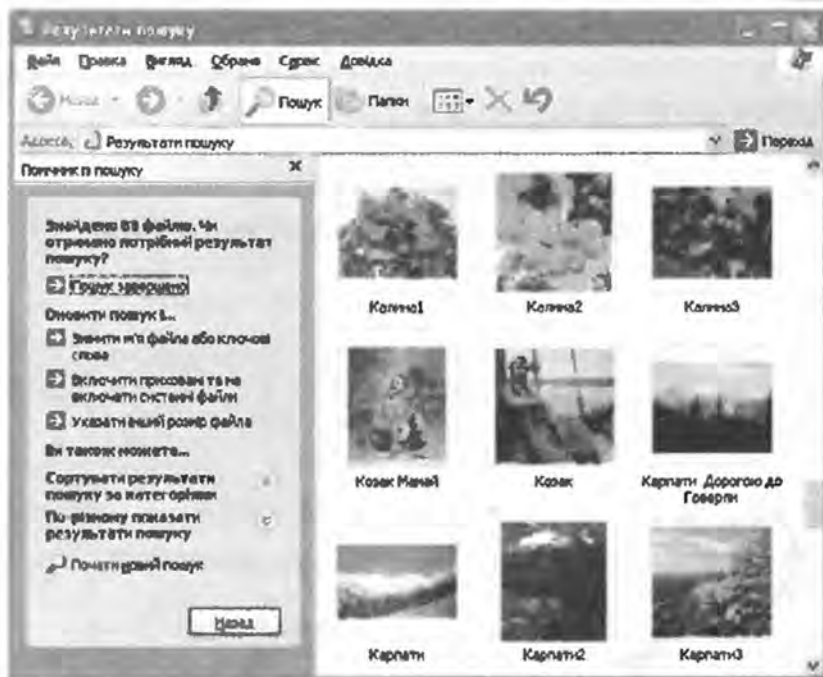 Результати пошуку
Файл Правка Вигляд Обране Сервіс Довідка
Назад Пошук Папки
Адреса: Результати пошуку Перехід
Помічник із пошуку
Знайдено 88 файлів. Чи
отримано потрібний результат
пошуку?
Пошук завершено
Оновити пошук і...
Змінити ім'я файла або ключові
слова
Включити приховані та не
включати системні файли
Указати інший розмір файла
Ви також можете...
Сортувати результати
пошуку за категоріями
По-різному показати
результати пошуку
Почати новий пошук
Назад
Калина1 Калина2 Калина3
Козак Мамай Козак Карпати Дорогою до
Говерли
Карпати Карпати2 Карпати3